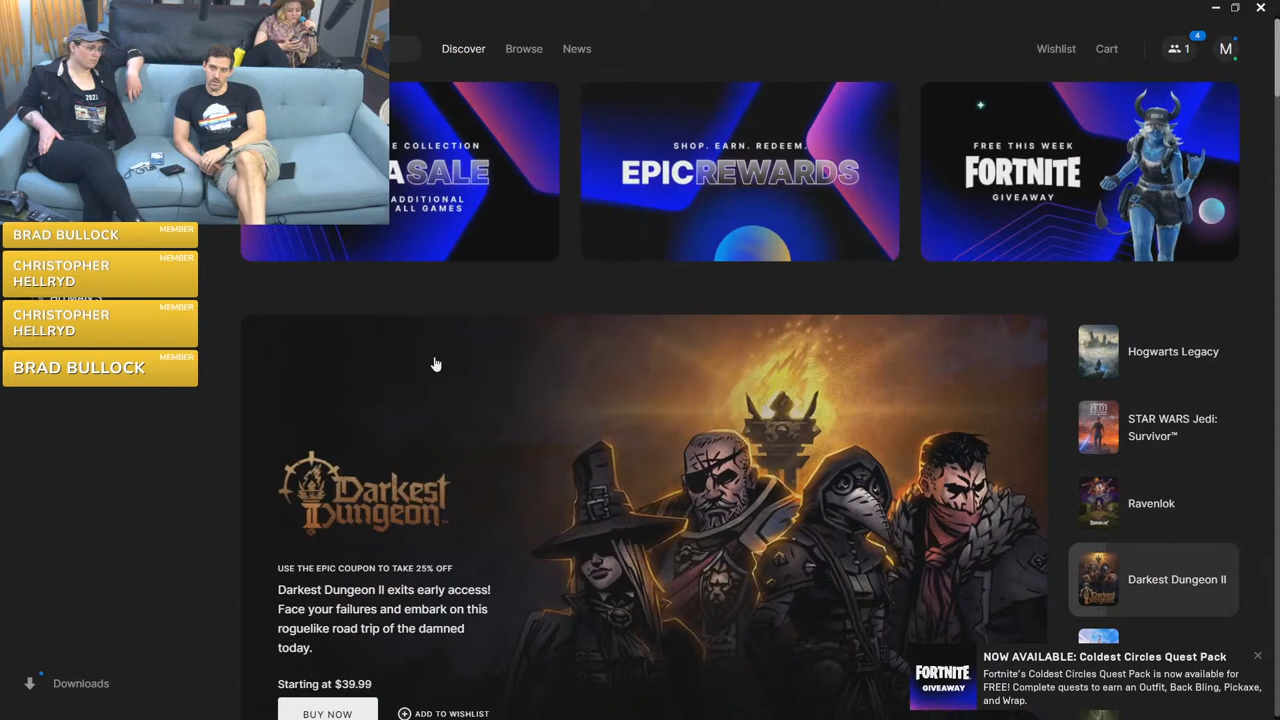 Discover
Browse
News
Wishlist
Cart
4
1
M
E COLLECTION
A SALE
ADDITIONAL
ALL GAMES
SHOP. EARN. REDEEM.
EPIC REWARDS
FREE THIS WEEK
FORTNITE
GIVEAWAY
2023
BRAD BULLOCK
MEMBER
CHRISTOPHER
HELLRYD
MEMBER
CHRISTOPHER
HELLRYD
MEMBER
BRAD BULLOCK
MEMBER
Darkest
Dungeon
II
USE THE EPIC COUPON TO TAKE 25% OFF
Darkest Dungeon II exits early access!
Face your failures and embark on this
roguelike road trip of the damned
today.
Starting at $39.99
BUY NOW
ADD TO WISHLIST
Hogwarts Legacy
STAR WARS Jedi:
Survivor™
Ravenlok
Darkest Dungeon II
Downloads
FORTNITE
GIVEAWAY
NOW AVAILABLE: Coldest Circles Quest Pack
Fortnite's Coldest Circles Quest Pack is now available for
FREE! Complete quests to earn an Outfit, Back Bling, Pickaxe,
and Wrap.